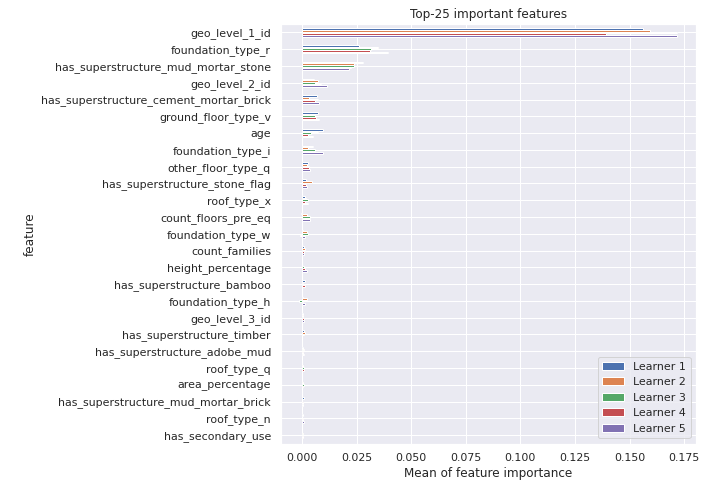 Top-25 important features
geo_level_1_id
foundation_type_r
has_superstructure_mud_mortar_stone
geo_level_2_id
has_superstructure_cement_mortar_brick
ground_floor_type_v
age
foundation_type_i
other_floor_type_q
has_superstructure_stone_flag
roof_type_x
count_floors_pre_eq
foundation_type_w
count_families
height_percentage
has_superstructure_bamboo
foundation_type_h
geo_level_3_id
has_superstructure_timber
has_superstructure_adobe_mud
roof_type_q
area_percentage
has_superstructure_mud_mortar_brick
roof_type_n
has_secondary_use
feature
Learner 1
Learner 2
Learner 3
Learner 4
Learner 5
0.000 0.025 0.050 0.075 0.100 0.125 0.150 0.175
Mean of feature importance